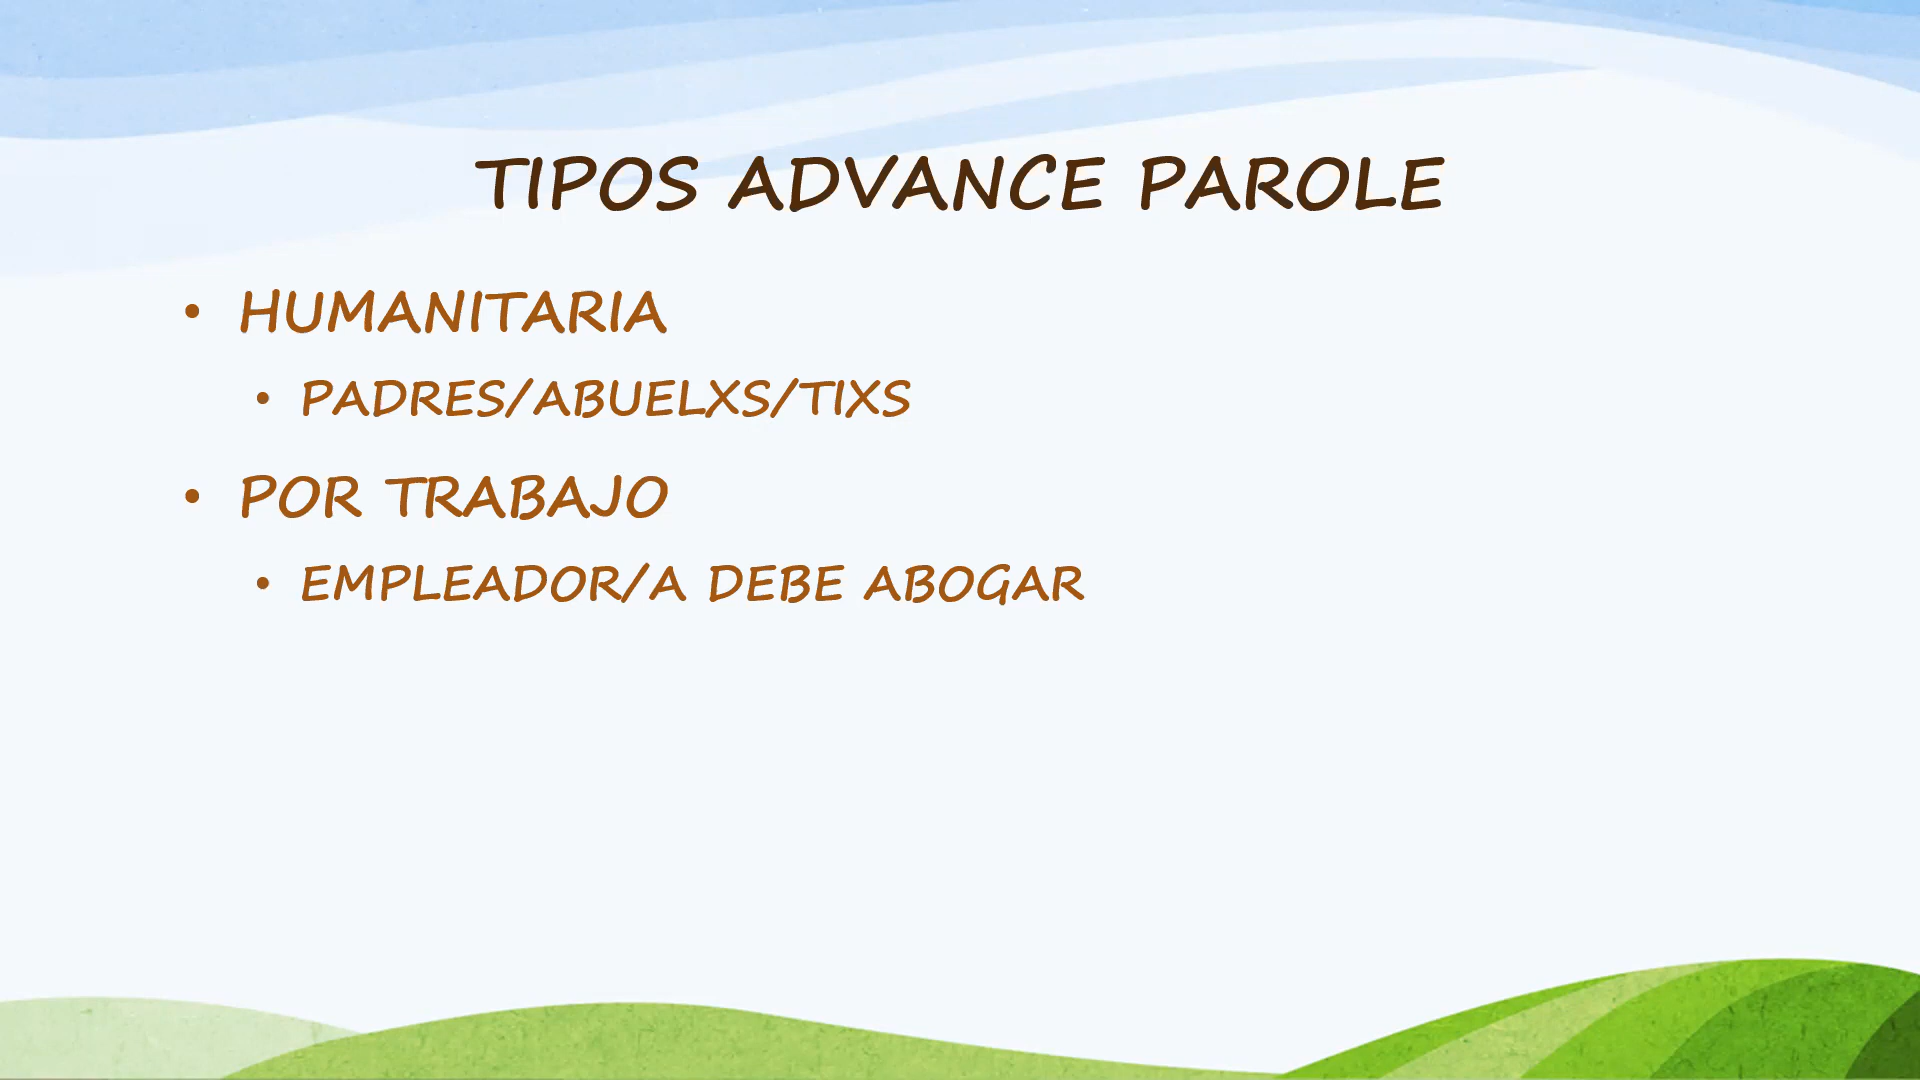 TIPOS ADVANCE PAROLE
• HUMANITARIA
• PADRES/ABUELXS/TIXS
• POR TRABAJO
• EMPLEADOR/A DEBE ABOGAR